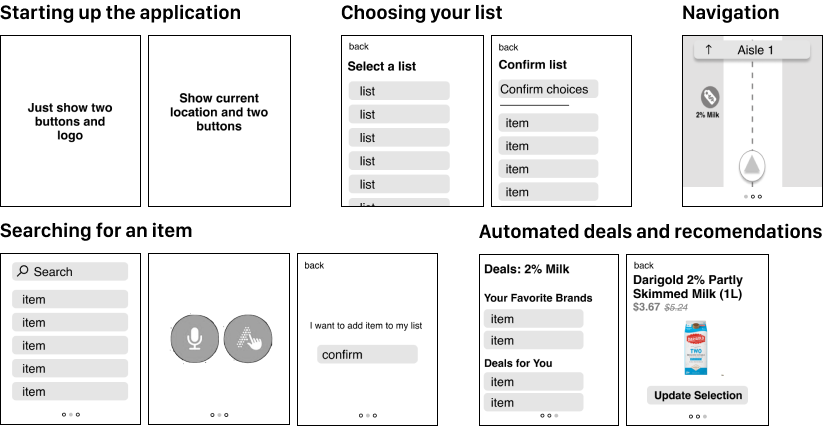 Starting up the application
Just show two
buttons and
logo
Show current
location and two
buttons
Choosing your list
back
Select a list
list
list
list
list
list
back
Confirm list
Confirm choices
item
item
item
item
Navigation
↑ Aisle 1
2% Milk
Searching for an item
Search
item
item
item
item
item
A
back
I want to add item to my list
confirm
Automated deals and recomendations
Deals: 2% Milk
Your Favorite Brands
item
item
Deals for You
item
item
back
Darigold 2% Partly
Skimmed Milk (1L)
$3.67 $5.24
DARIGOLD
TWO
Update Selection